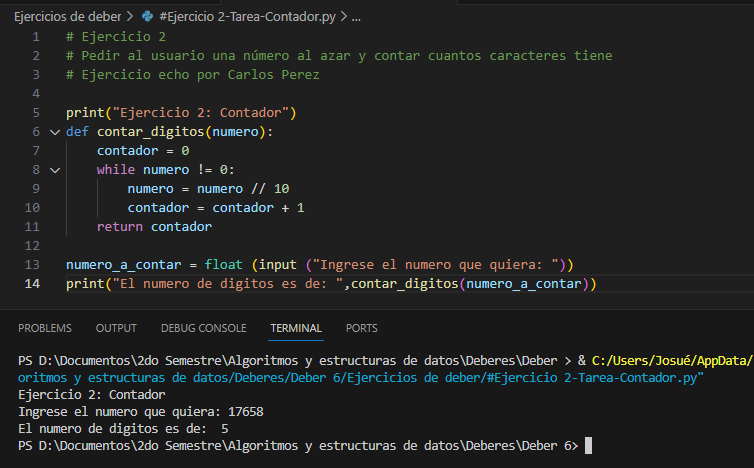 Ejercicios de deber > #Ejercicio 2-Tarea-Contador.py > ...
1 # Ejercicio 2
2 # Pedir al usuario una número al azar y contar cuantos caracteres tiene
3 # Ejercicio echo por Carlos Perez
4
5 print("Ejercicio 2: Contador")
6 def contar_digitos(numero):
7 contador = 0
8 while numero != 0:
9 numero = numero // 10
10 contador = contador + 1
11 return contador
12
13 numero_a_contar = float (input ("Ingrese el numero que quiera: "))
14 print("El numero de digitos es de: ",contar_digitos(numero_a_contar))
PROBLEMS OUTPUT DEBUG CONSOLE TERMINAL PORTS
PS D:\Documentos\2do Semestre\Algoritmos y estructuras de datos\Deberes\Deber > & C:/Users/Josué/AppData/
oritmos y estructuras de datos/Deberes/Deber 6/Ejercicios de deber/#Ejercicio 2-Tarea-Contador.py"
Ejercicio 2: Contador
Ingrese el numero que quiera: 17658
El numero de digitos es de:  5
PS D:\Documentos\2do Semestre\Algoritmos y estructuras de datos\Deberes\Deber 6>